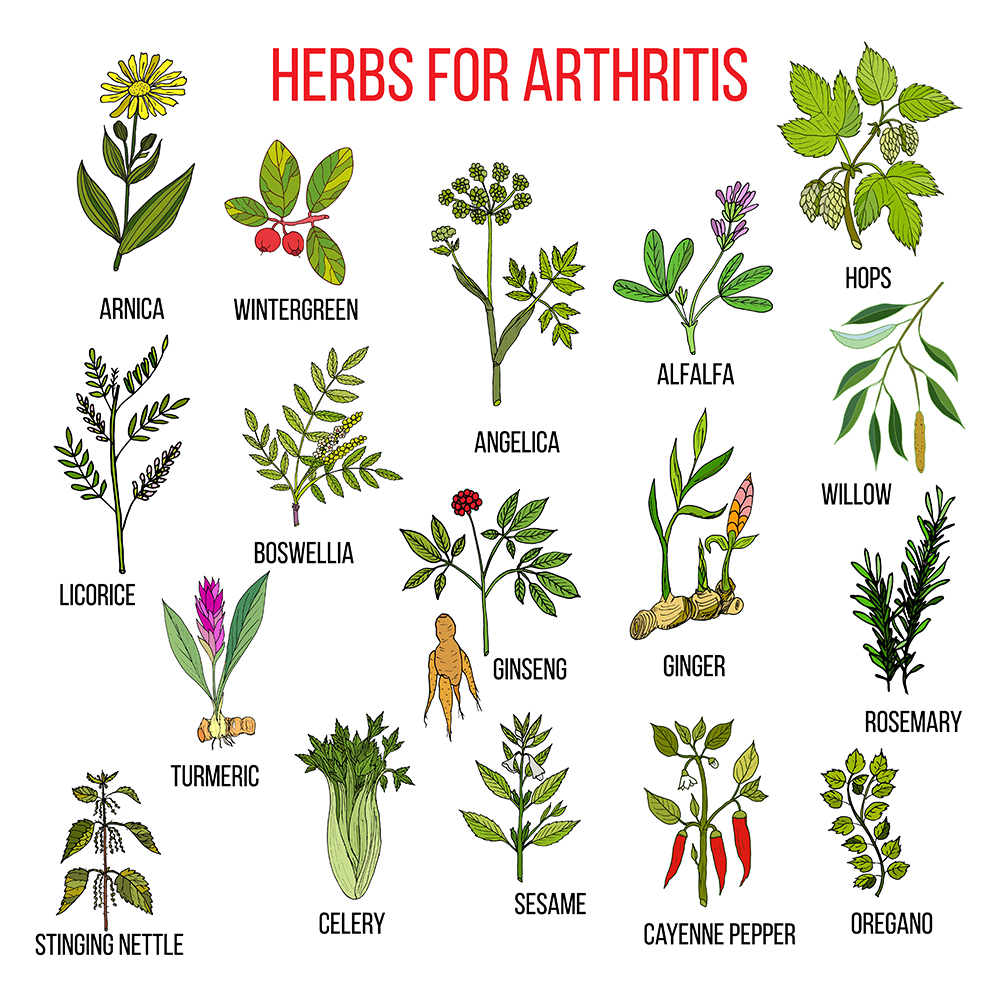 HERBS FOR ARTHRITIS
ARNICA
WINTERGREEN
HOPS
ALFALFA
ANGELICA
WILLOW
LICORICE
BOSWELLIA
GINSENG
GINGER
ROSEMARY
TURMERIC
CELERY
SESAME
CAYENNE PEPPER
OREGANO
STINGING NETTLE